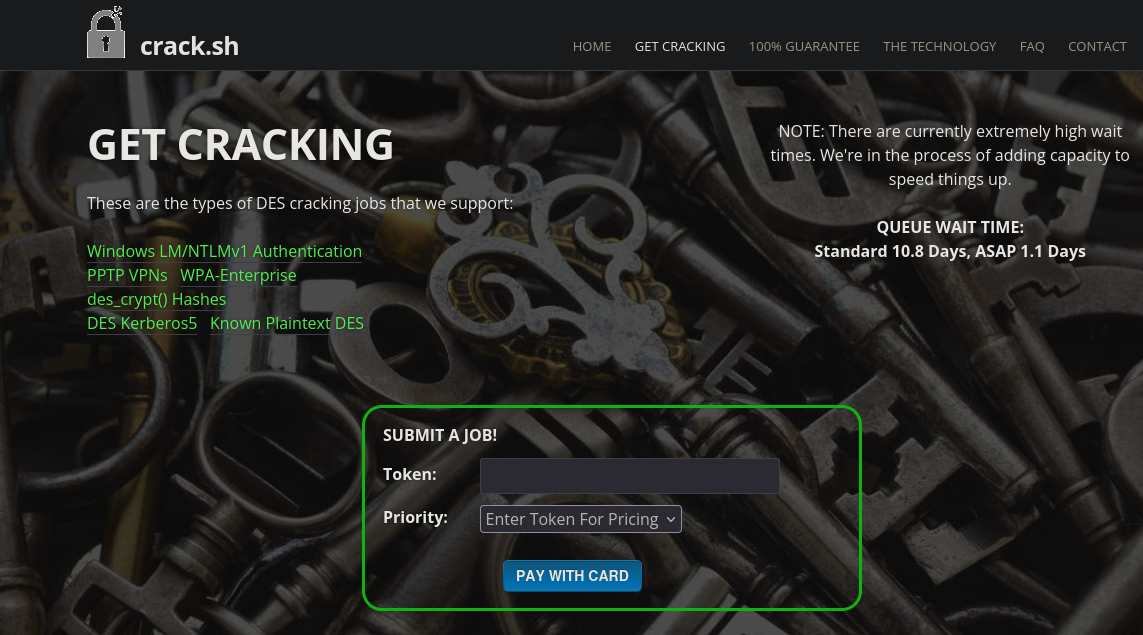 crack.sh
HOME GET CRACKING 100% GUARANTEE THE TECHNOLOGY FAQ CONTACT
GET CRACKING
These are the types of DES cracking jobs that we support:
Windows LM/NTLMv1 Authentication
PPTP VPNs WPA-Enterprise
des_crypt() Hashes
DES Kerberos5 Known Plaintext DES
NOTE: There are currently extremely high wait
times. We're in the process of adding capacity to
speed things up.
QUEUE WAIT TIME:
Standard 10.8 Days, ASAP 1.1 Days
SUBMIT A JOB!
Token:
Priority: Enter Token For Pricing
PAY WITH CARD